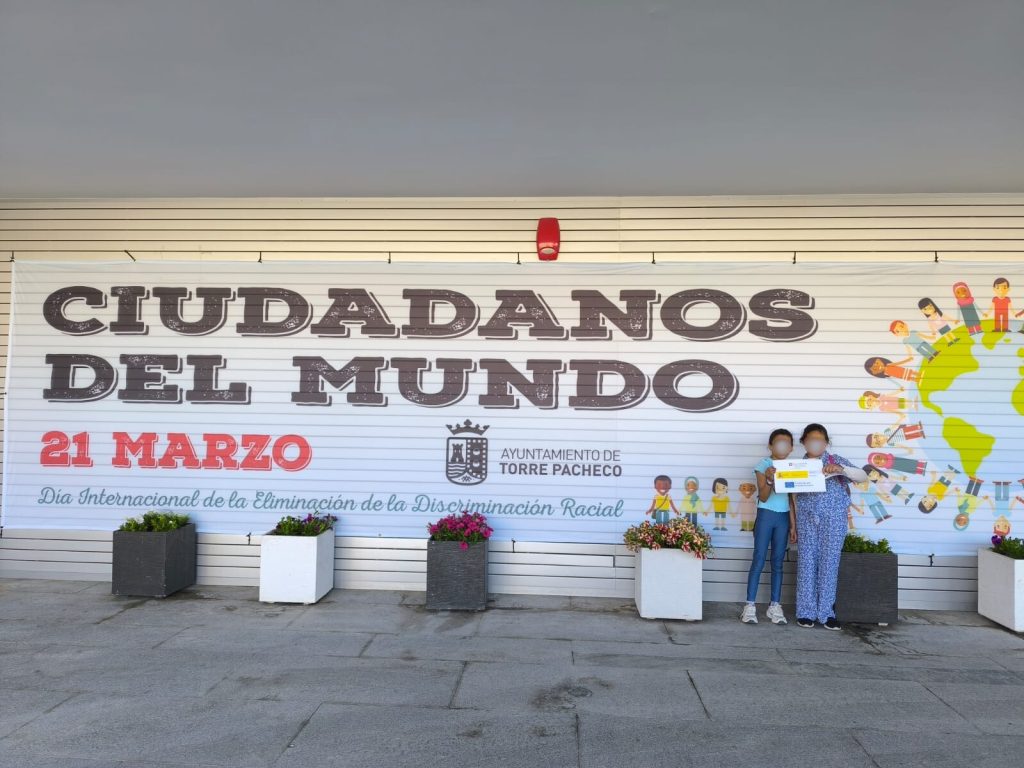 CIUDADANOS
DEL MUNDO
21 MARZO
AYUNTAMIENTO DE
TORRE PACHECO
Día Internacional de la Eliminación de la Discriminación Racial